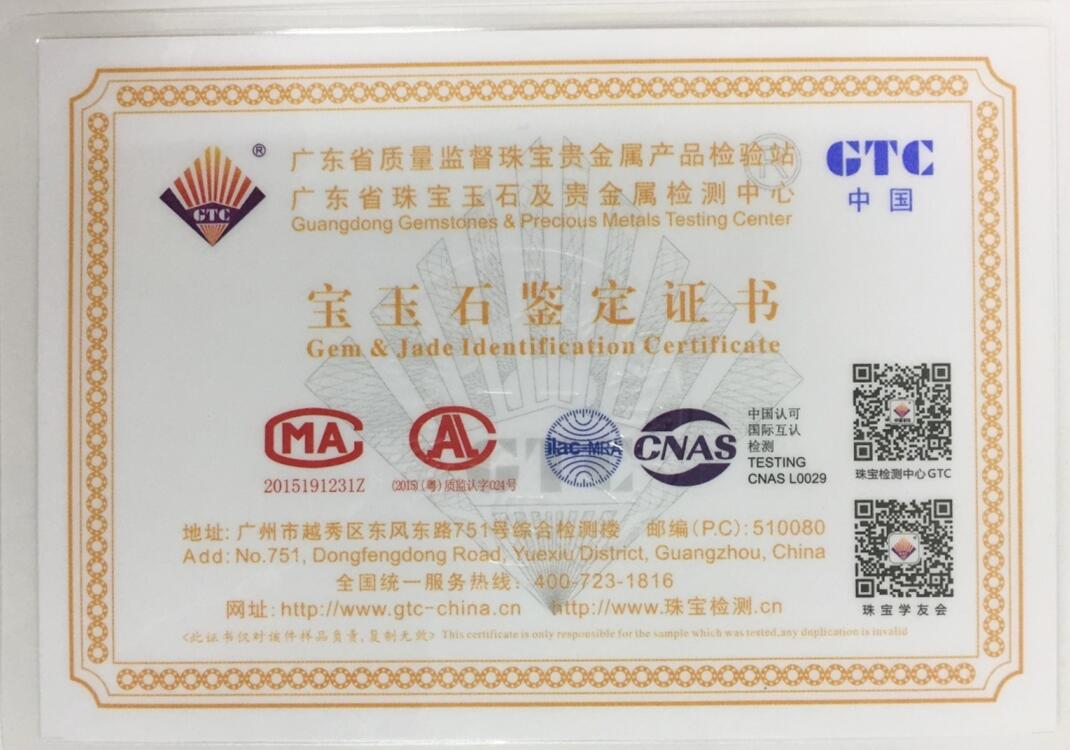 广东省质量监督珠宝贵金属产品检验站
广东省珠宝玉石及贵金属检测中心
Guangdong Gemstones & Precious Metals Testing Center
GTC
®
®
GTC
中国
宝玉石鉴定证书
Gem & Jade Identification Certificate
MA
2015191231Z
AL
(2015)(粤)质监认字024号
ilac-MRA
CNAS
中国认可
国际互认
检测
TESTING
CNAS L0029
珠宝检测中心GTC
珠宝学友会
GTC
地址: 广州市越秀区东风东路751号综合检测楼 邮编(P.C): 510080
Add: No.751, Dongfengdong Road, Yuexiu District, Guangzhou, China
全国统一服务热线: 400-723-1816
网址: http://www.gtc-china.cn http://www.珠宝检测.cn
<此证书仅对该件样品负责,复制无效> This certificate is only responsible for the sample which was tested,any duplication is invalid